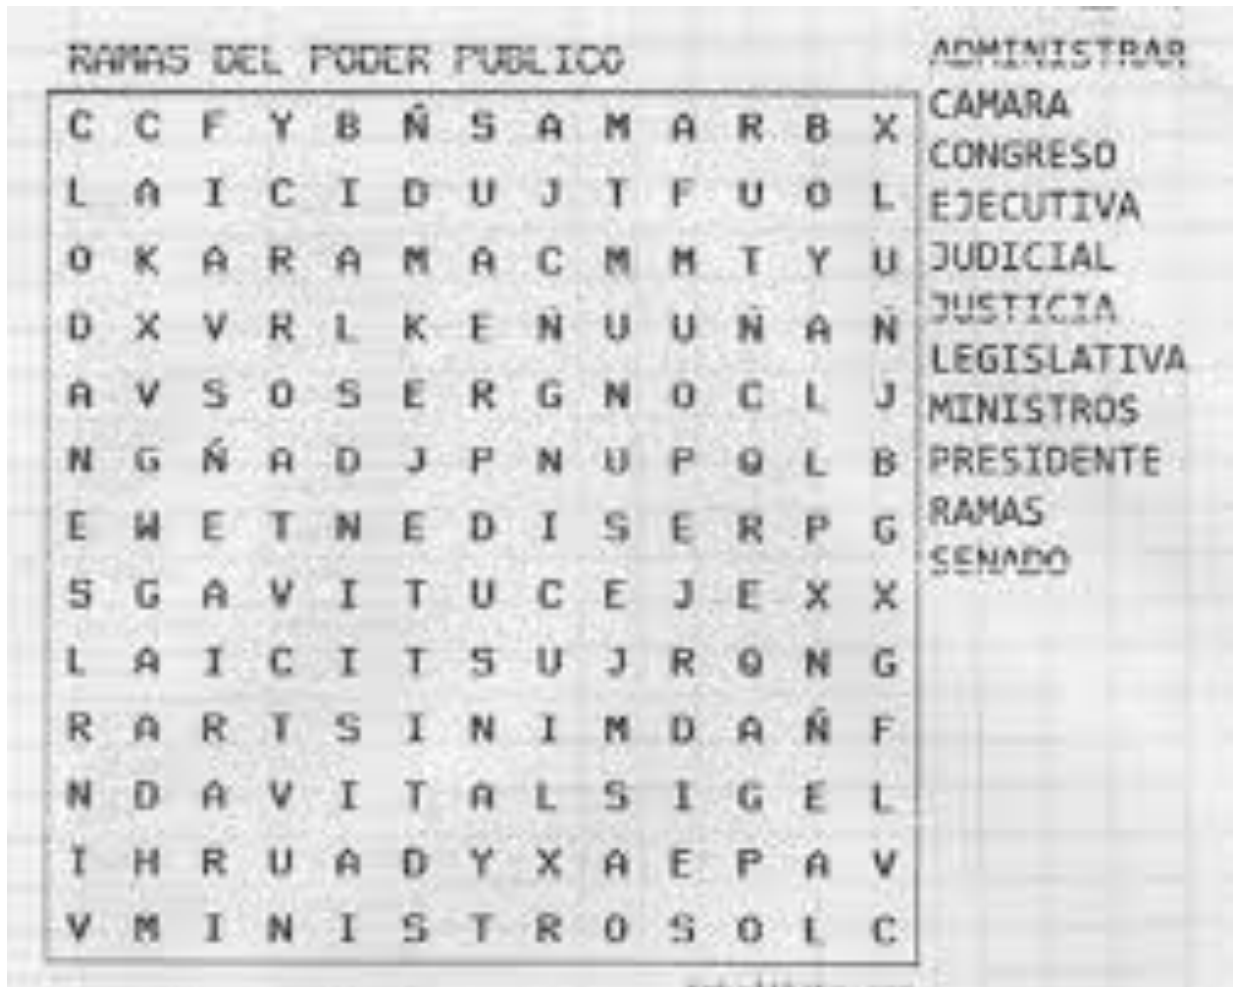 RAMAS DEL PODER PUBLICO
C C F Y B Ñ S A M A R B X
L A I C I D U J T F U O L
O K A R A M A C M M T Y U
D X V R L K E Ñ U U Ñ A Ñ
A V S O S E R G N O C L J
N G Ñ A D J P N U P Q L B
E W E T N E D I S E R P G
S G A V I T U C E J E X X
L A I C I T S U J R Q N G
R A R T S I N I M D A Ñ F
N D A V I T A L S I G E L
I H R U A D Y X A E P A V
V M I N I S T R O S O L C
ADMINISTRAR
CAMARA
CONGRESO
EJECUTIVA
JUDICIAL
JUSTICIA
LEGISLATIVA
MINISTROS
PRESIDENTE
RAMAS
SENADO